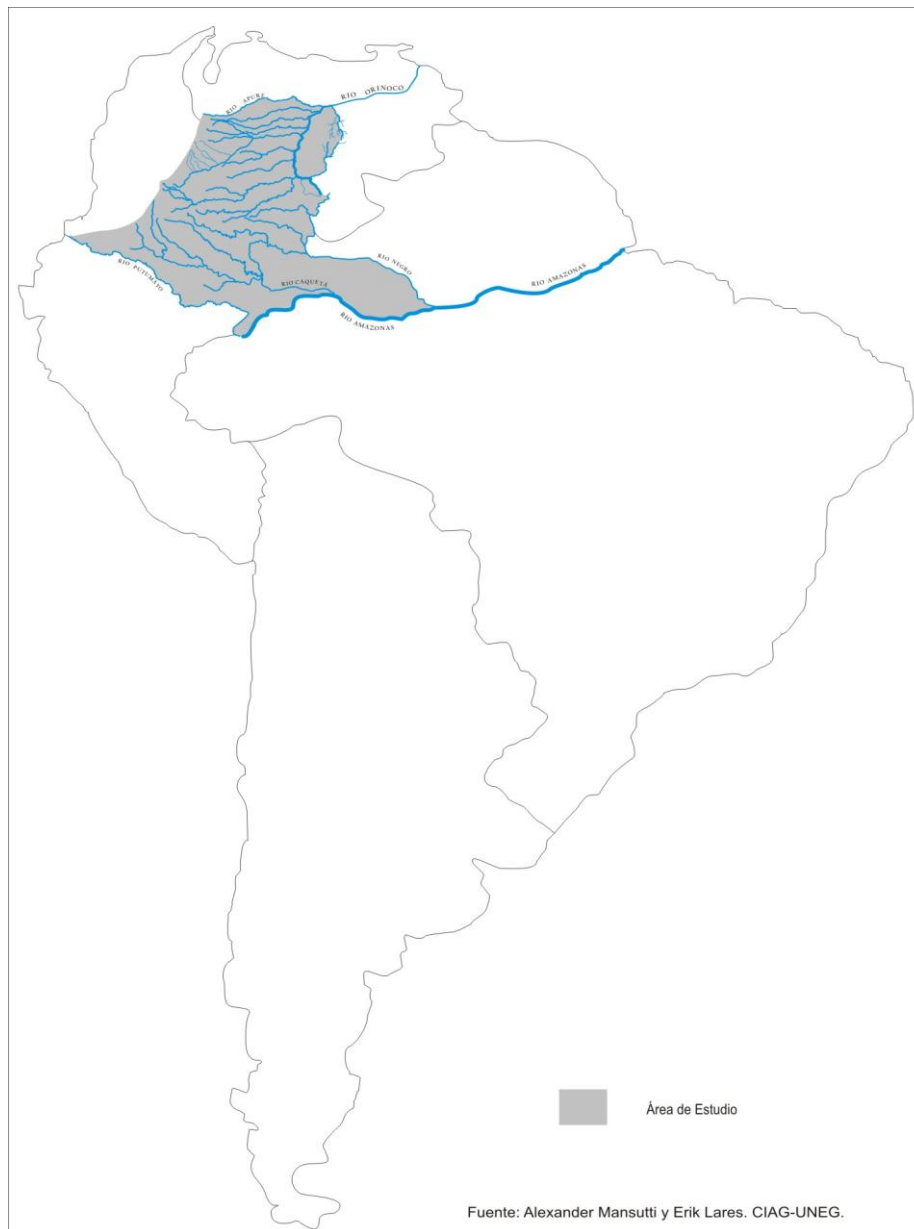 RIO APURE
RIO ORINOCO
RIO NEGRO
RIO PUTUMAYO
RIO CAQUETA
RIO AMAZONAS
RIO AMAZONAS
Área de Estudio
Fuente: Alexander Mansutti y Erik Lares. CIAG-UNEG.